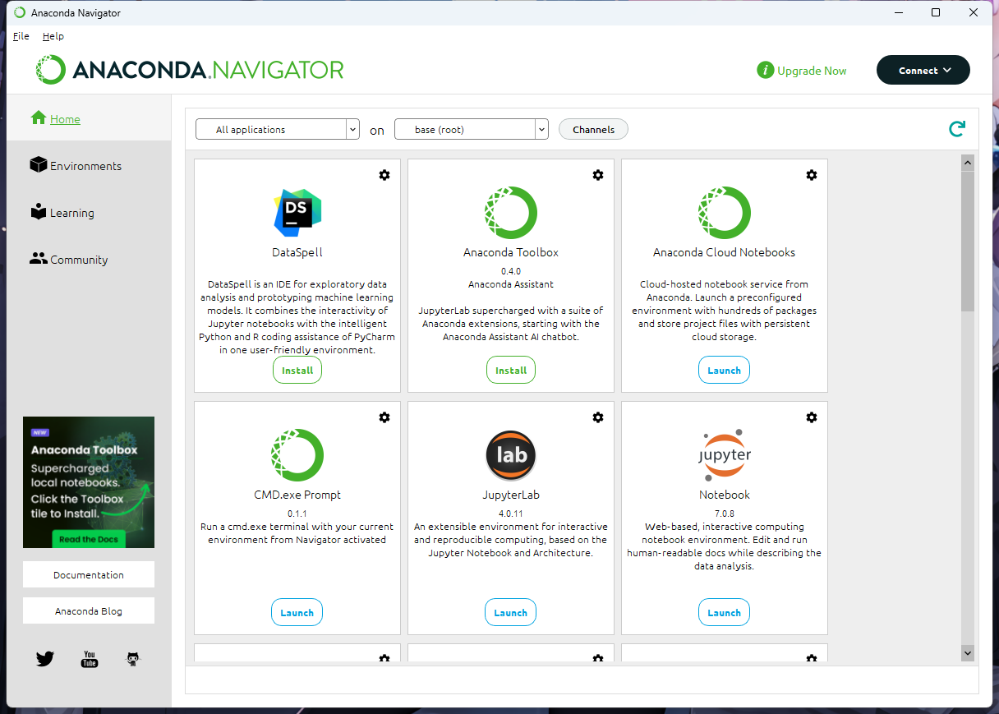 Anaconda Navigator
File Help
ANACONDA.NAVIGATOR
i Upgrade Now
Connect
Home
Environments
Learning
Community
NEW
Anaconda Toolbox
Supercharged
local notebooks.
Click the Toolbox
tile to Install.
Read the Docs
Documentation
Anaconda Blog
You
Tube
All applications on base (root) Channels
DS
DataSpell
DataSpell is an IDE for exploratory data
analysis and prototyping machine learning
models. It combines the interactivity of
Jupyter notebooks with the intelligent
Python and R coding assistance of PyCharm
in one user-friendly environment.
Install
Anaconda Toolbox
0.4.0
Anaconda Assistant
JupyterLab supercharged with a suite of
Anaconda extensions, starting with the
Anaconda Assistant AI chatbot.
Install
Anaconda Cloud Notebooks
Cloud-hosted notebook service from
Anaconda. Launch a preconfigured
environment with hundreds of packages
and store project files with persistent
cloud storage.
Launch
CMD.exe Prompt
0.1.1
Run a cmd.exe terminal with your current
environment from Navigator activated
Launch
lab
JupyterLab
4.0.11
An extensible environment for interactive
and reproducible computing, based on the
Jupyter Notebook and Architecture.
Launch
jupyter
Notebook
7.0.8
Web-based, interactive computing
notebook environment. Edit and run
human-readable docs while describing the
data analysis.
Launch